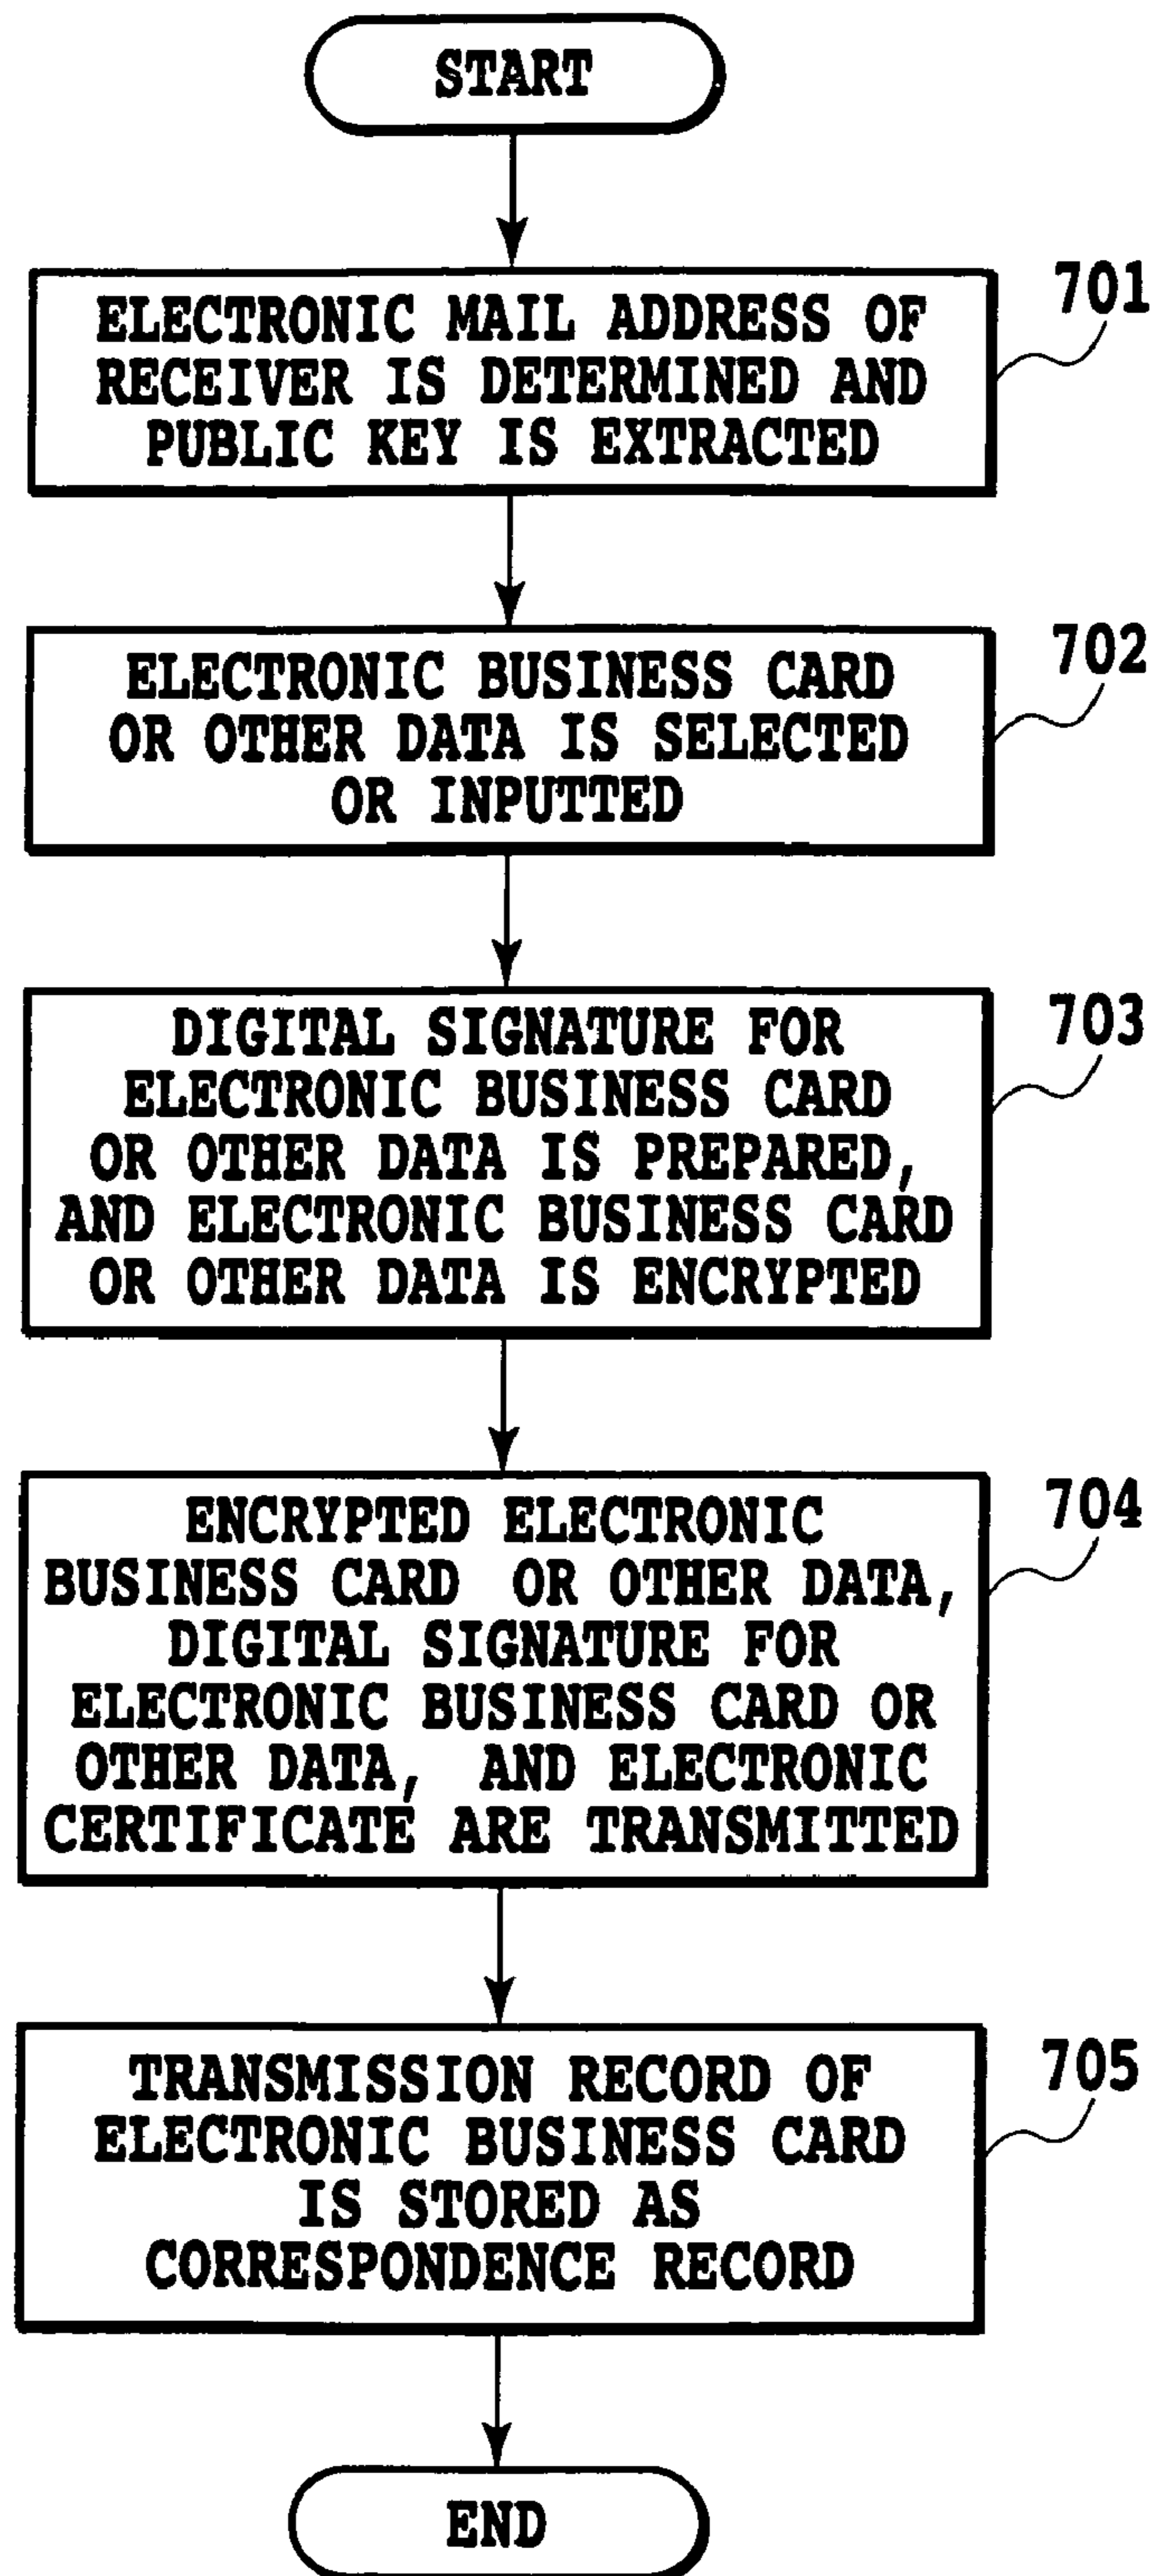 START
701
ELECTRONIC MAIL ADDRESS OF
RECEIVER IS DETERMINED AND
PUBLIC KEY IS EXTRACTED
702
ELECTRONIC BUSINESS CARD
OR OTHER DATA IS SELECTED
OR INPUTTED
703
DIGITAL SIGNATURE FOR
ELECTRONIC BUSINESS CARD
OR OTHER DATA IS PREPARED,
AND ELECTRONIC BUSINESS CARD
OR OTHER DATA IS ENCRYPTED
704
ENCRYPTED ELECTRONIC
BUSINESS CARD OR OTHER DATA,
DIGITAL SIGNATURE FOR
ELECTRONIC BUSINESS CARD OR
OTHER DATA, AND ELECTRONIC
CERTIFICATE ARE TRANSMITTED
705
TRANSMISSION RECORD OF
ELECTRONIC BUSINESS CARD
IS STORED AS
CORRESPONDENCE RECORD
END